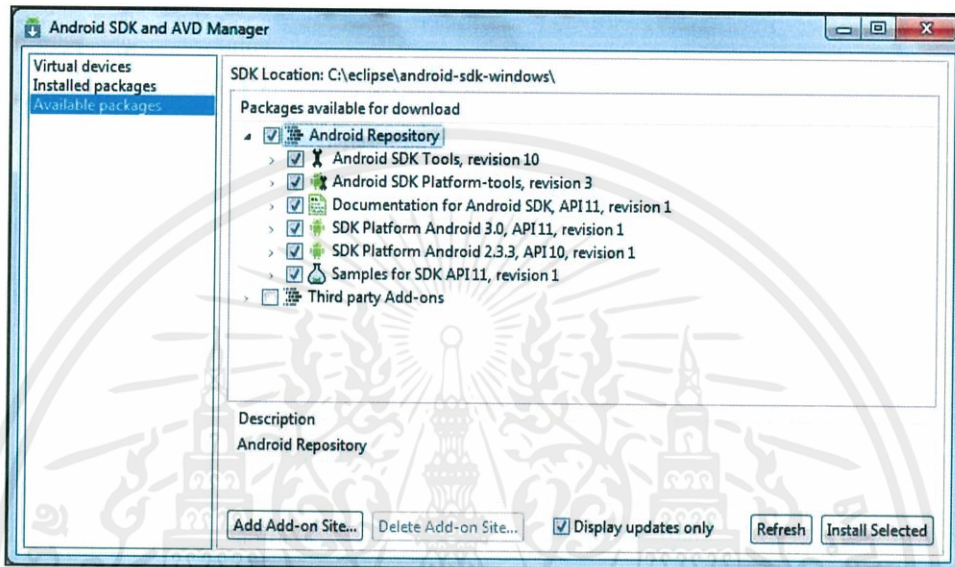 Android SDK and AVD Manager
Virtual devices
Installed packages
Available packages
SDK Location: C:\eclipse\android-sdk-windows\
Packages available for download
Android Repository
Android SDK Tools, revision 10
Android SDK Platform-tools, revision 3
Documentation for Android SDK, API 11, revision 1
SDK Platform Android 3.0, API 11, revision 1
SDK Platform Android 2.3.3, API 10, revision 1
Samples for SDK API 11, revision 1
Third party Add-ons
Description
Android Repository
Add Add-on Site...
Delete Add-on Site...
Display updates only
Refresh
Install Selected